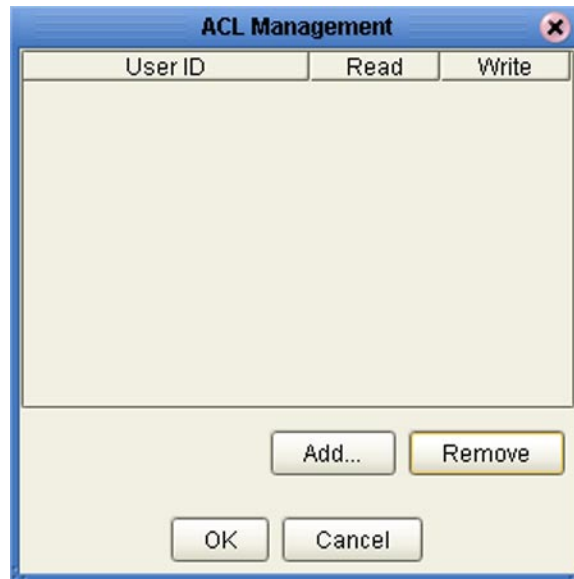 ACL Management
User ID Read Write
Add... Remove
OK Cancel